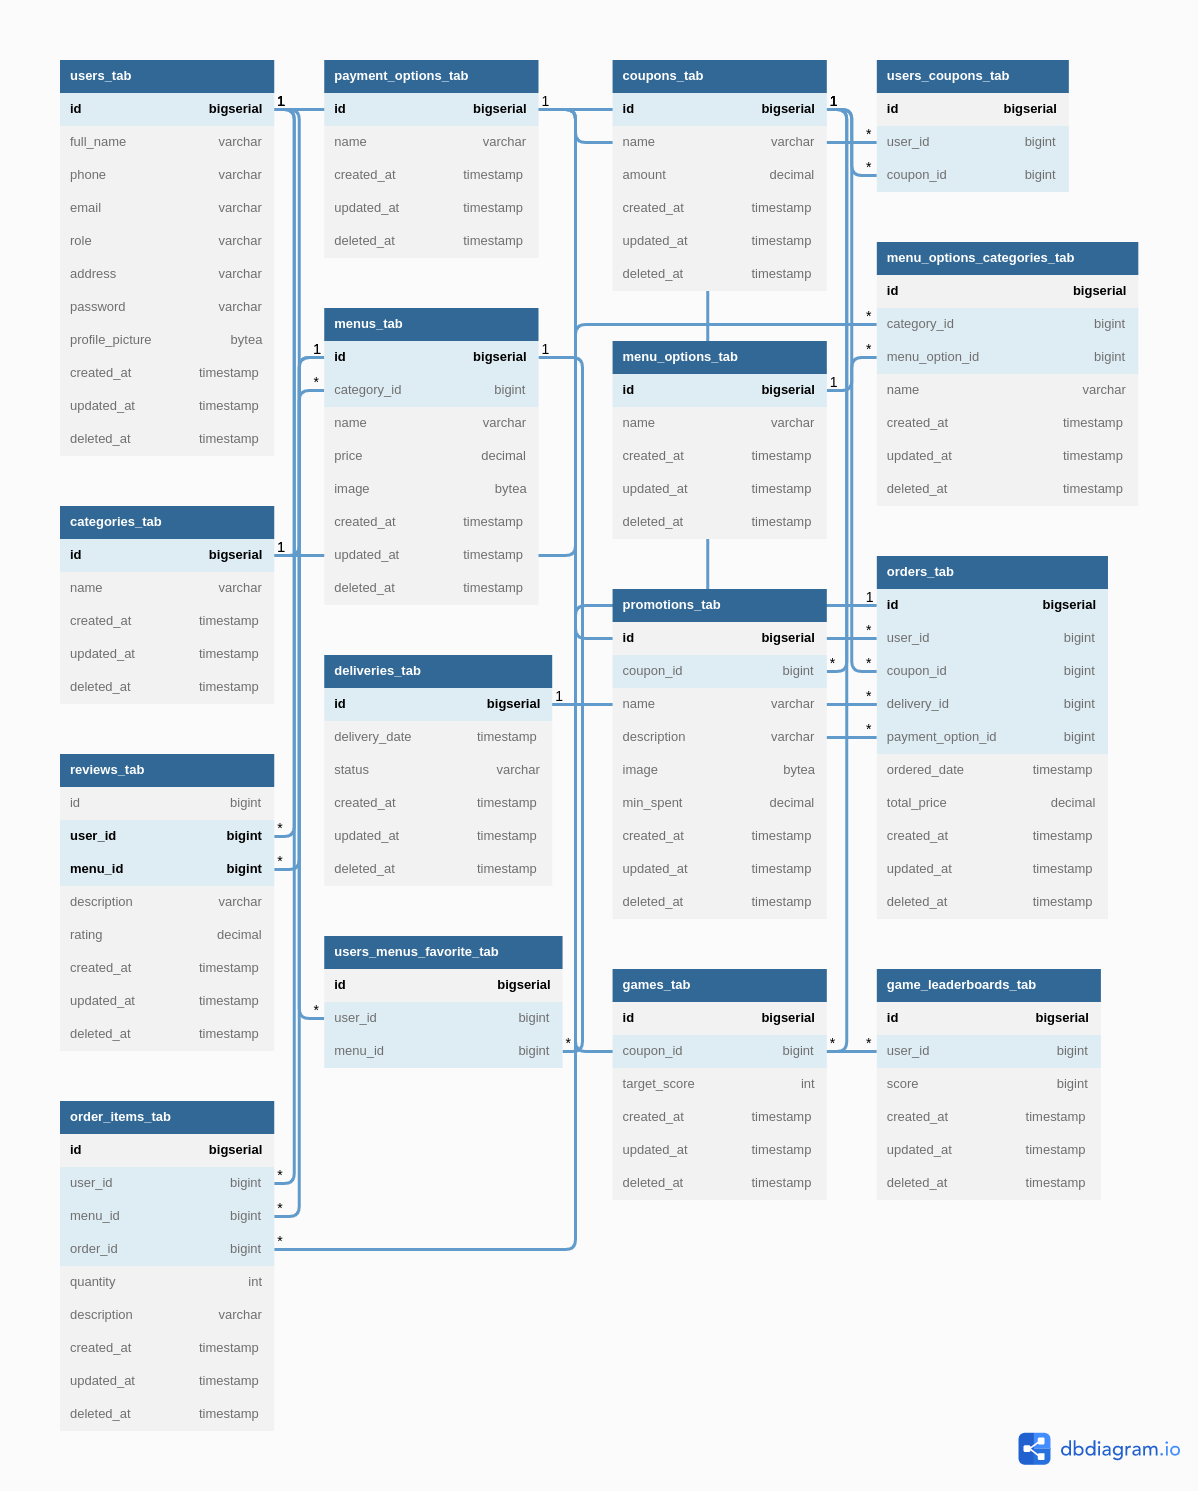 users_tab
id bigserial
full_name varchar
phone varchar
email varchar
role varchar
address varchar
password varchar
profile_picture bytea
created_at timestamp
updated_at timestamp
deleted_at timestamp
1
categories_tab
id bigserial
name varchar
created_at timestamp
updated_at timestamp
deleted_at timestamp
1
reviews_tab
id bigint
user_id bigint
*
menu_id bigint
*
description varchar
rating decimal
created_at timestamp
updated_at timestamp
deleted_at timestamp
order_items_tab
id bigserial
user_id bigint
*
menu_id bigint
*
order_id bigint
*
quantity int
description varchar
created_at timestamp
updated_at timestamp
deleted_at timestamp
payment_options_tab
id bigserial
1
name varchar
created_at timestamp
updated_at timestamp
deleted_at timestamp
menus_tab
1
id bigserial
1
*
category_id bigint
name varchar
price decimal
image bytea
created_at timestamp
updated_at timestamp
deleted_at timestamp
deliveries_tab
id bigserial
1
delivery_date timestamp
status varchar
created_at timestamp
updated_at timestamp
deleted_at timestamp
users_menus_favorite_tab
id bigserial
*
user_id bigint
menu_id bigint
*
coupons_tab
id bigserial
1
name varchar
amount decimal
created_at timestamp
updated_at timestamp
deleted_at timestamp
menu_options_tab
id bigserial
1
name varchar
created_at timestamp
updated_at timestamp
deleted_at timestamp
promotions_tab
id bigserial
coupon_id bigint
*
name varchar
description varchar
image bytea
min_spent decimal
created_at timestamp
updated_at timestamp
deleted_at timestamp
games_tab
id bigserial
coupon_id bigint
*
target_score int
created_at timestamp
updated_at timestamp
deleted_at timestamp
users_coupons_tab
id bigserial
*
user_id bigint
*
coupon_id bigint
menu_options_categories_tab
id bigserial
*
category_id bigint
*
menu_option_id bigint
name varchar
created_at timestamp
updated_at timestamp
deleted_at timestamp
orders_tab
1
id bigserial
*
user_id bigint
*
coupon_id bigint
*
delivery_id bigint
*
payment_option_id bigint
ordered_date timestamp
total_price decimal
created_at timestamp
updated_at timestamp
deleted_at timestamp
game_leaderboards_tab
id bigserial
*
user_id bigint
score bigint
created_at timestamp
updated_at timestamp
deleted_at timestamp
dbdiagram.io